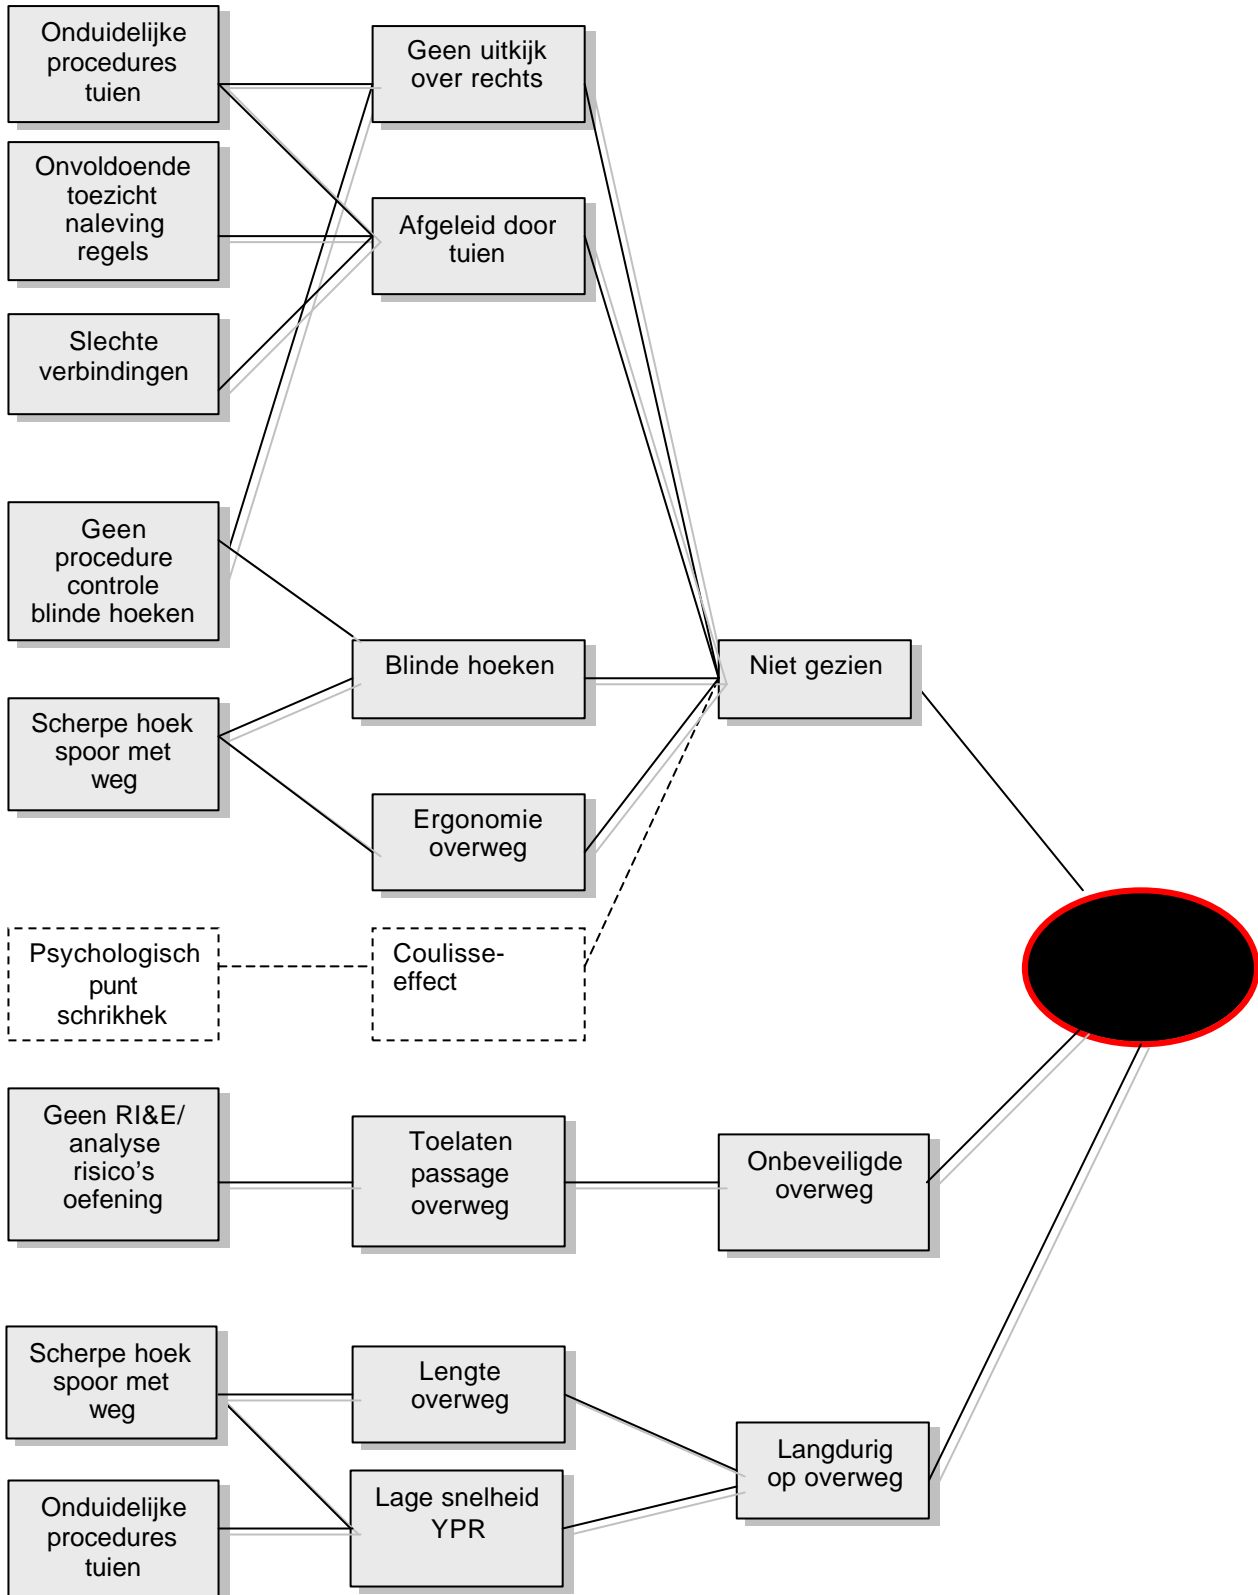 Onduidelijke
procedures
tuien
Geen uitkijk
over rechts
Onvoldoende
toezicht
naleving
regels
Afgeleid door
tuien
Slechte
verbindingen
Geen
procedure
controle
blinde hoeken
Blinde hoeken
Niet gezien
Scherpe hoek
spoor met
weg
Ergonomie
overweg
Psychologisch
punt
schrikhek
Coulisse-
effect
Geen RI&E/
analyse
risico's
oefening
Toelaten
passage
overweg
Onbeveiligde
overweg
Scherpe hoek
spoor met
weg
Lengte
overweg
Langdurig
op overweg
Onduidelijke
procedures
tuien
Lage snelheid
YPR